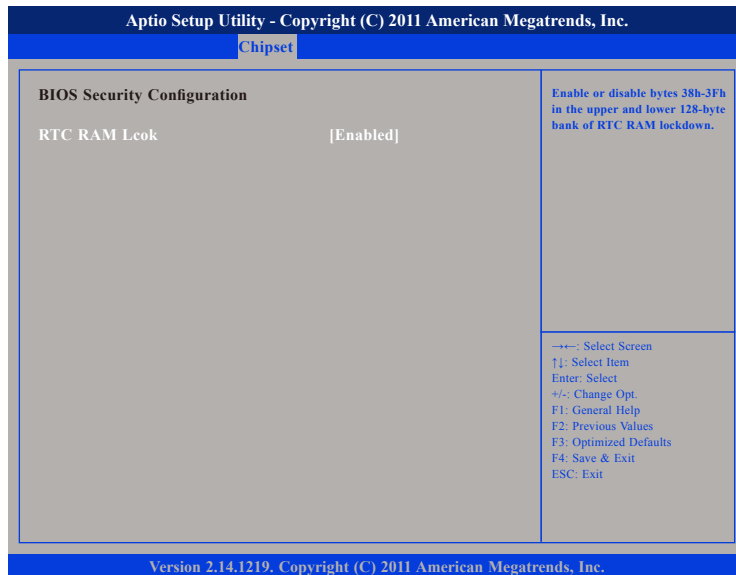 Aptio Setup Utility - Copyright (C) 2011 American Megatrends, Inc.
Chipset
BIOS Security Configuration
RTC RAM Lcok [Enabled]
Enable or disable bytes 38h-3Fh
in the upper and lower 128-byte
bank of RTC RAM lockdown.
→←: Select Screen
↑↓: Select Item
Enter: Select
+/-: Change Opt.
F1: General Help
F2: Previous Values
F3: Optimized Defaults
F4: Save & Exit
ESC: Exit
Version 2.14.1219. Copyright (C) 2011 American Megatrends, Inc.